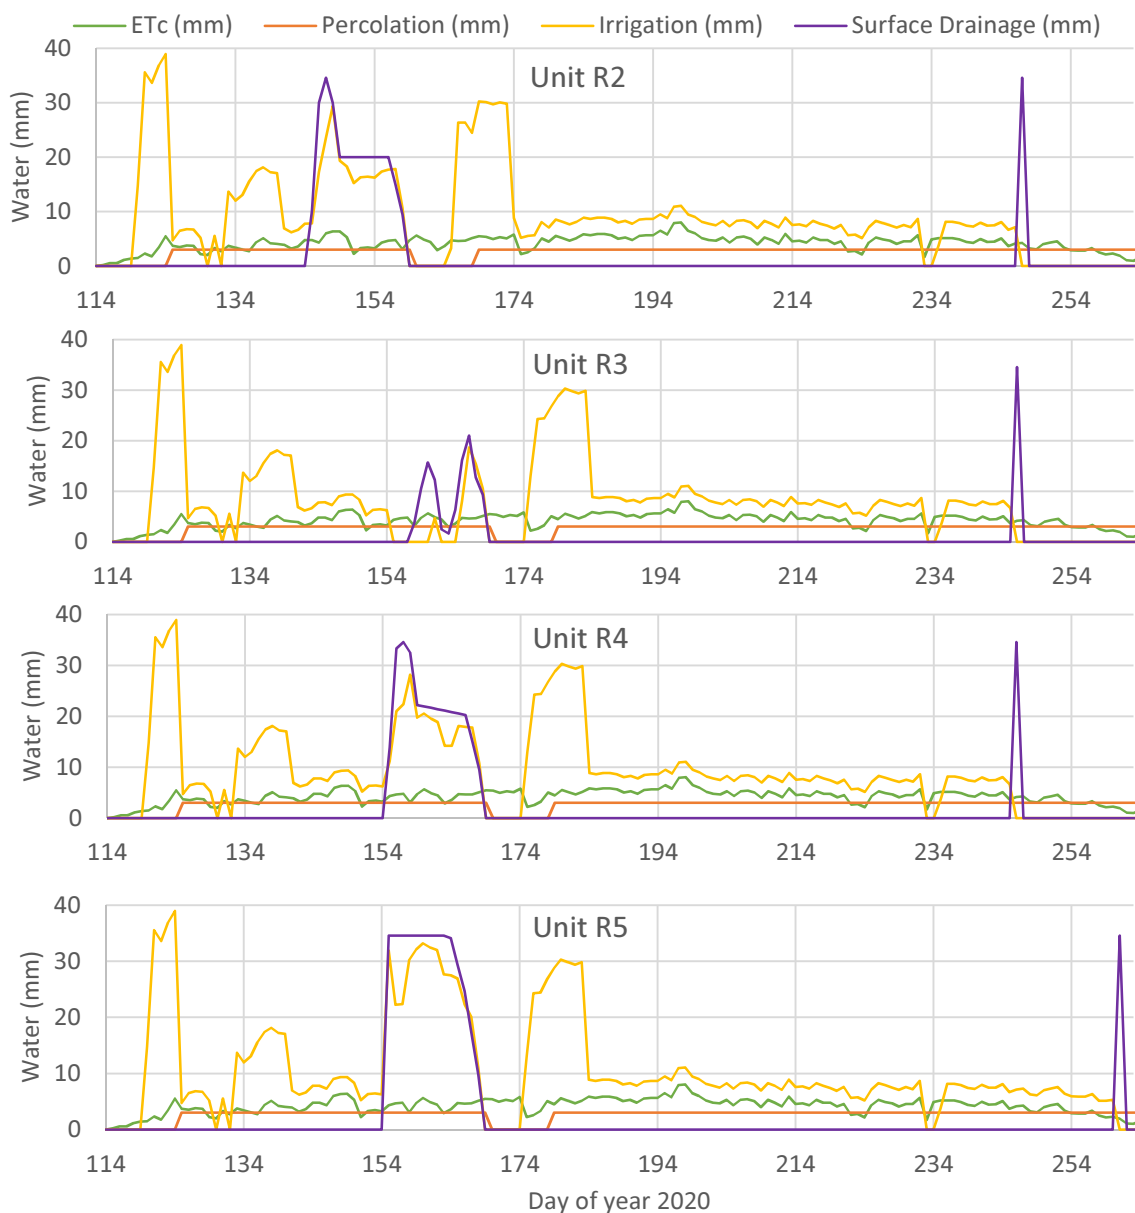 ETc (mm) Percolation (mm) Irrigation (mm) Surface Drainage (mm)
Unit R2
Water (mm)
40
30
20
10
0
114 134 154 174 194 214 234 254
Unit R3
Water (mm)
40
30
20
10
0
114 134 154 174 194 214 234 254
Unit R4
Water (mm)
40
30
20
10
0
114 134 154 174 194 214 234 254
Unit R5
Water (mm)
40
30
20
10
0
114 134 154 174 194 214 234 254
Day of year 2020